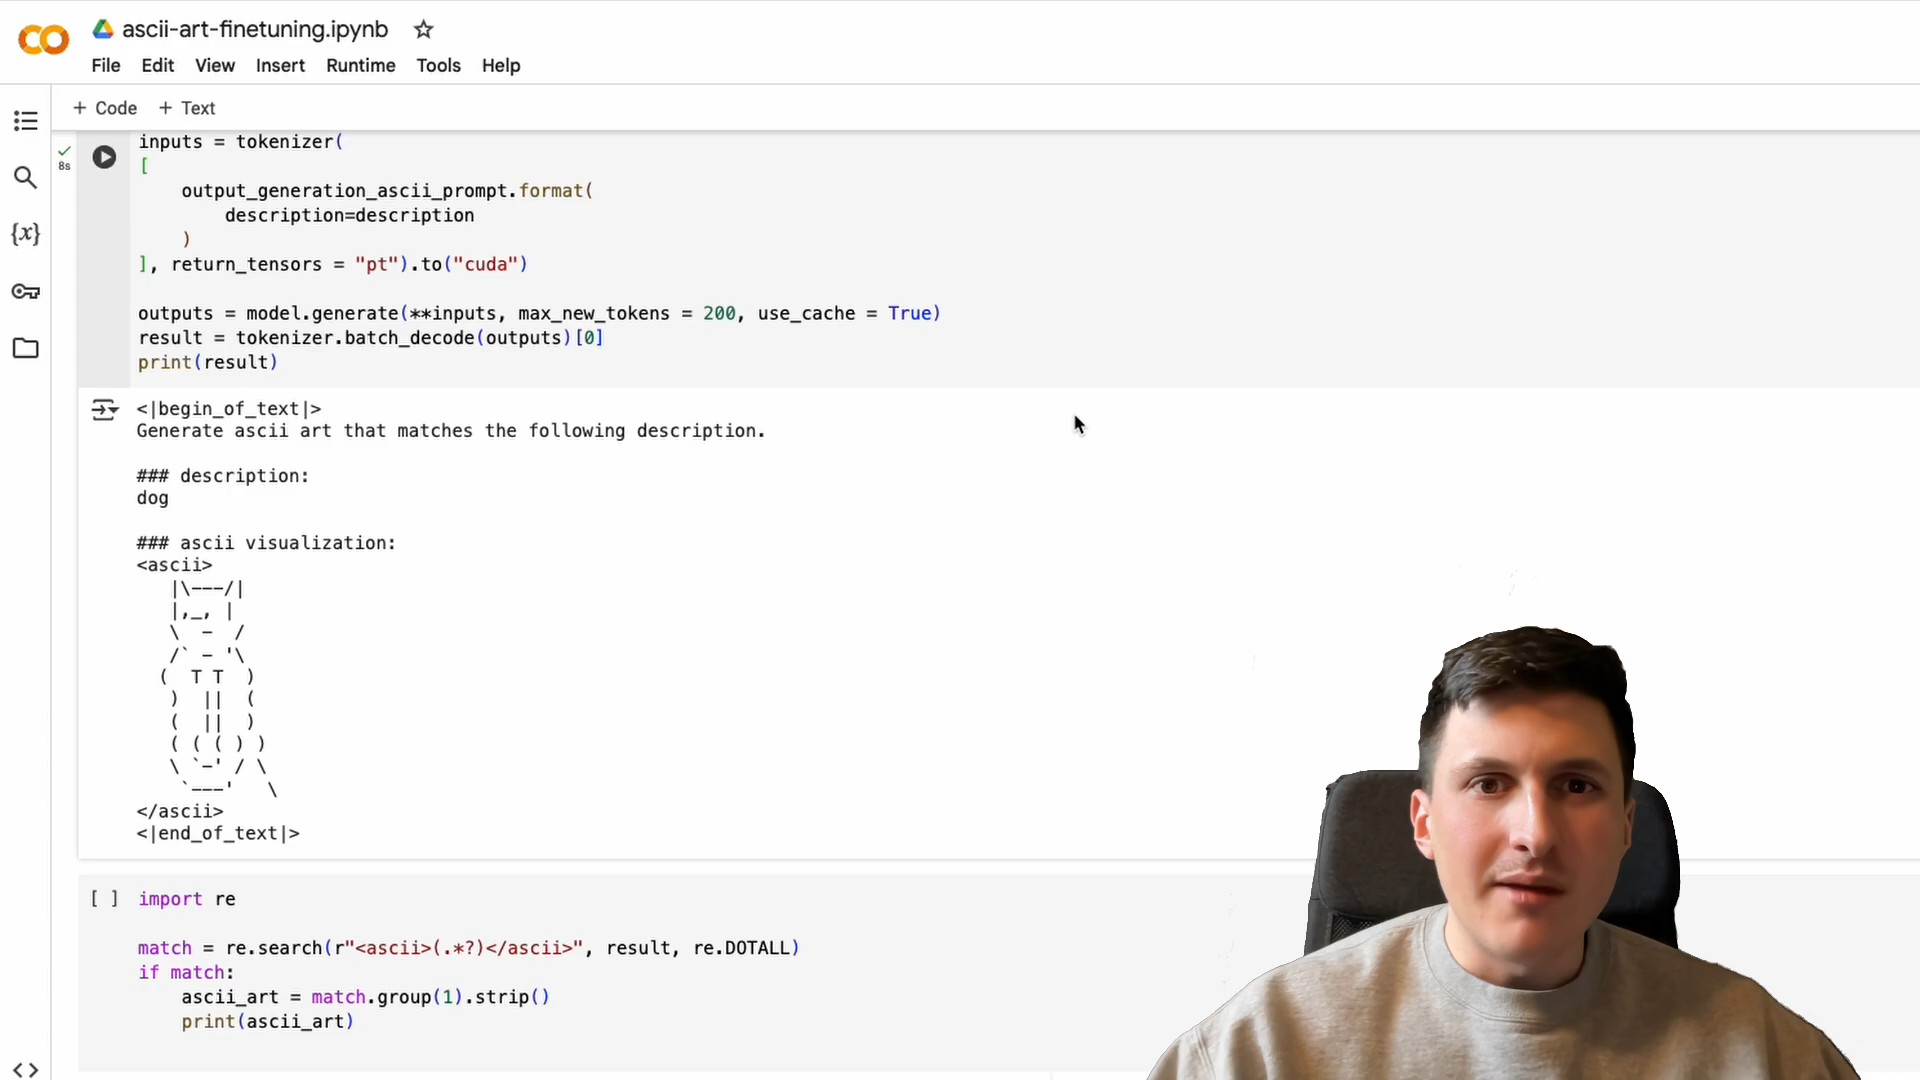 ascii-art-finetuning.ipynb
File Edit View Insert Runtime Tools Help
+ Code + Text
8s
inputs = tokenizer(
[
    output_generation_ascii_prompt.format(
        description=description
    )
], return_tensors = "pt").to("cuda")
outputs = model.generate(**inputs, max_new_tokens = 200, use_cache = True)
result = tokenizer.batch_decode(outputs)[0]
print(result)
<|begin_of_text|>
Generate ascii art that matches the following description.
### description:
dog
### ascii visualization:
<ascii>
   |\---/|
   |,_, |
   \  -  /
   /` - '\
  (  T T  )
   )  ||  (
   (  ||  )
   ( ( ( ) )
   \ `-' / \
    `---'   \
</ascii>
<|end_of_text|>
[ ] import re
match = re.search(r"<ascii>(.*?)</ascii>", result, re.DOTALL)
if match:
    ascii_art = match.group(1).strip()
    print(ascii_art)
{x}
<>